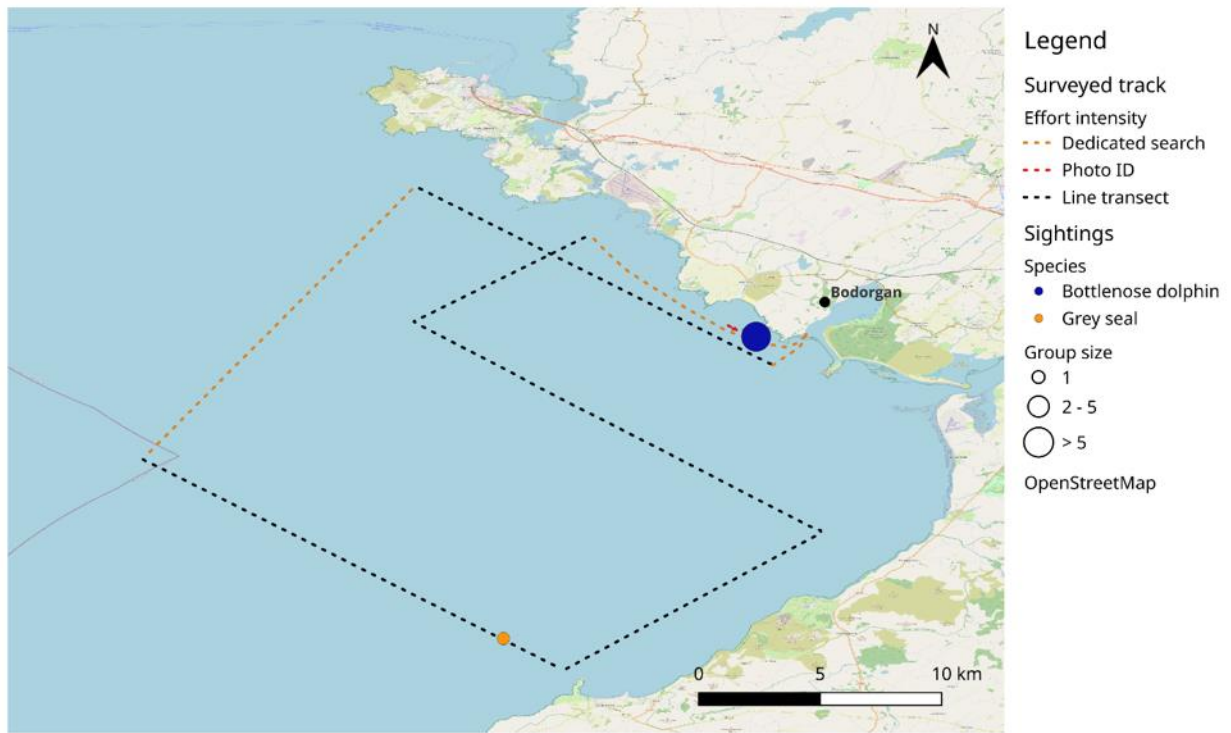 N
Bodorgan
0 5 10 km
Legend
Surveyed track
Effort intensity
Dedicated search
Photo ID
Line transect
Sightings
Species
Bottlenose dolphin
Grey seal
Group size
1
2 - 5
> 5
OpenStreetMap